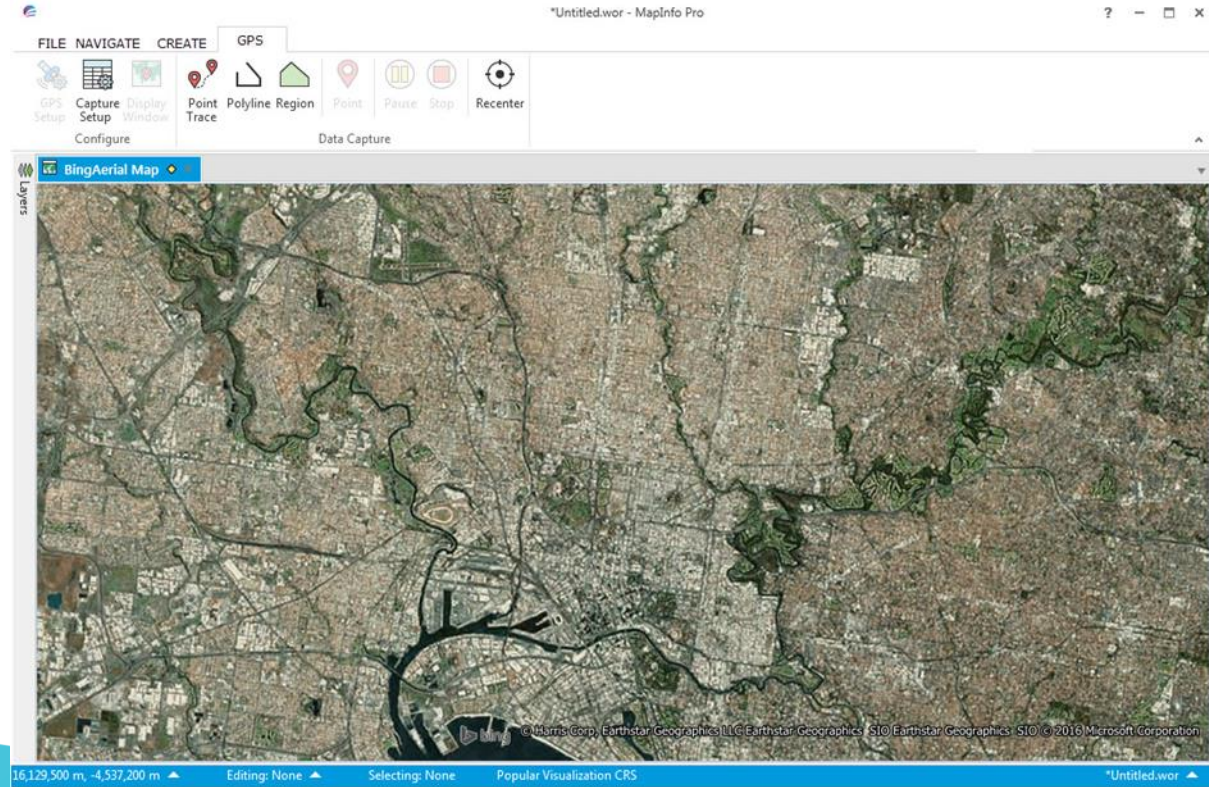 *Untitled.wor - MapInfo Pro
?
FILE NAVIGATE CREATE GPS
GPS Setup
Capture Setup
Display Window
Point Trace
Polyline
Region
Point
Pause
Stop
Recenter
Configure
Data Capture
BingAerial Map
Layers
bing
© Harris Corp, Earthstar Geographics LLC Earthstar Geographics SIO Earthstar Geographics SIO © 2016 Microsoft Corporation
16,129,500 m, -4,537,200 m
Editing: None
Selecting: None
Popular Visualization CRS
*Untitled.wor